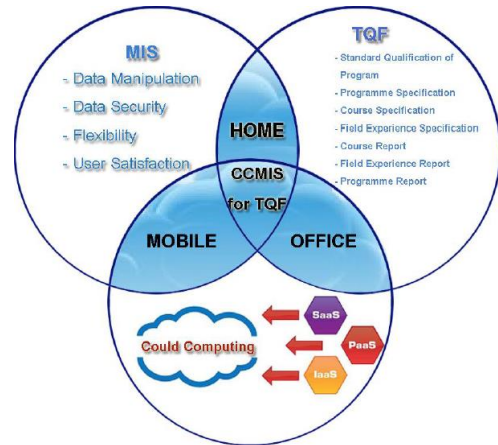 MIS
- Data Manipulation
- Data Security
- Flexibility
- User Satisfaction
TQF
- Standard Qualification of
Program
- Programme Specification
- Course Specification
- Field Experience Specification
- Course Report
- Field Experience Report
- Programme Report
HOME
CCMIS
for TQF
MOBILE
OFFICE
Could Computing
SaaS
PaaS
IaaS